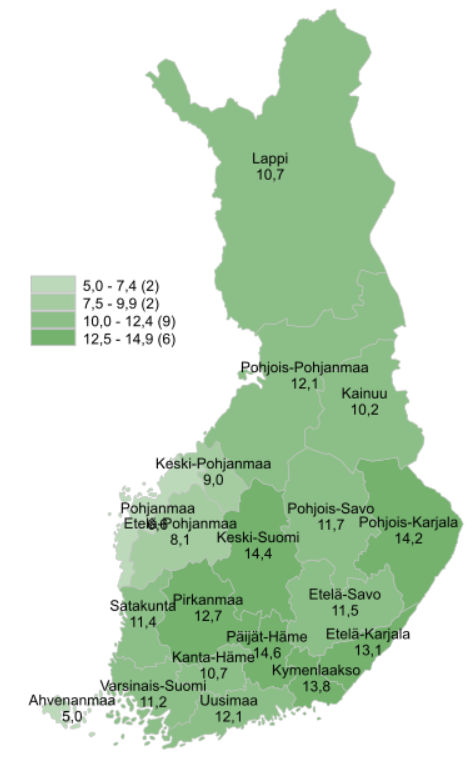 Lappi
10,7
5,0 - 7,4 (2)
7,5 - 9,9 (2)
10,0 - 12,4 (9)
12,5 - 14,9 (6)
Pohjois-Pohjanmaa
12,1
Kainuu
10,2
Keski-Pohjanmaa
9,0
Pohjanmaa
Etelä-Pohjanmaa
8,1
Keski-Suomi
14,4
Pohjois-Savo
11,7
Pohjois-Karjala
14,2
Satakunta
11,4
Pirkanmaa
12,7
Etelä-Savo
11,5
Päijät-Häme
14,6
Etelä-Karjala
13,1
Kanta-Häme
10,7
Kymenlaakso
13,8
Varsinais-Suomi
11,2
Uusimaa
12,1
Ahvenanmaa
5,0